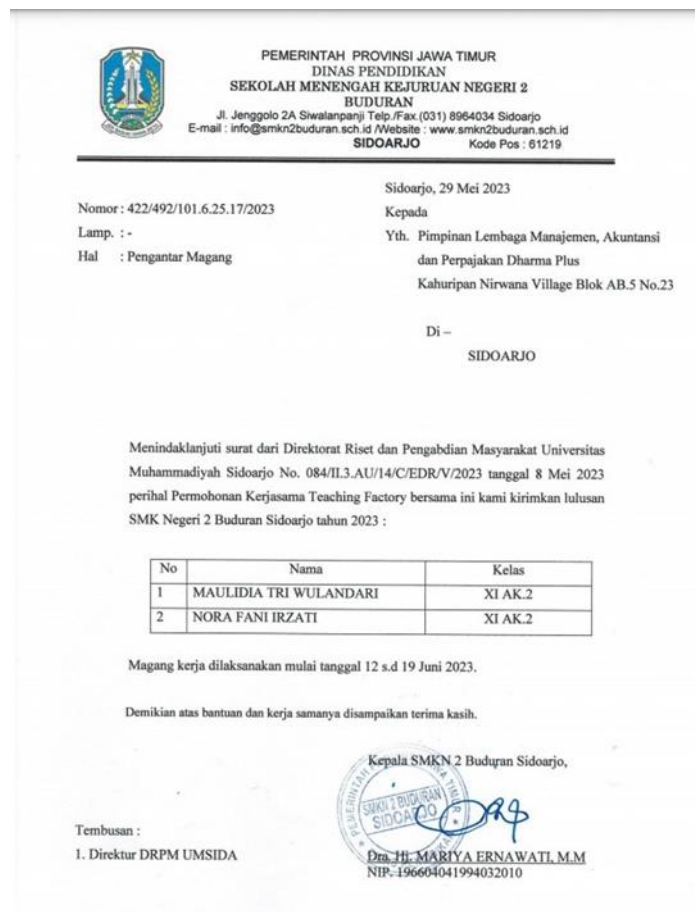 PEMERINTAH PROVINSI JAWA TIMUR
DINAS PENDIDIKAN
SEKOLAH MENENGAH KEJURUAN NEGERI 2
BUDURAN
Jl. Jenggolo 2A Siwalanpanji Telp./Fax.(031) 8964034 Sidoarjo
E-mail : info@smkn2buduran.sch.id /Website : www.smkn2buduran.sch.id
SIDOARJO Kode Pos : 61219
Sidoarjo, 29 Mei 2023
Nomor : 422/492/101.6.25.17/2023
Kepada
Lamp. : -
Yth. Pimpinan Lembaga Manajemen, Akuntansi
Hal : Pengantar Magang
dan Perpajakan Dharma Plus
Kahuripan Nirwana Village Blok AB.5 No.23
Di –
SIDOARJO
Menindaklanjuti surat dari Direktorat Riset dan Pengabdian Masyarakat Universitas
Muhammadiyah Sidoarjo No. 084/II.3.AU/14/C/EDR/V/2023 tanggal 8 Mei 2023
perihal Permohonan Kerjasama Teaching Factory bersama ini kami kirimkan lulusan
SMK Negeri 2 Buduran Sidoarjo tahun 2023 :
No Nama Kelas
1 MAULIDIA TRI WULANDARI XI AK.2
2 NORA FANI IRZATI XI AK.2
Magang kerja dilaksanakan mulai tanggal 12 s.d 19 Juni 2023.
Demikian atas bantuan dan kerja samanya disampaikan terima kasih.
Kepala SMKN 2 Buduran Sidoarjo,
SMKN 2 BUDURAN
SIDOARJO
Tembusan :
1. Direktur DRPM UMSIDA
Dra. Hj. MARIYA ERNAWATI, M.M
NIP. 196604041994032010